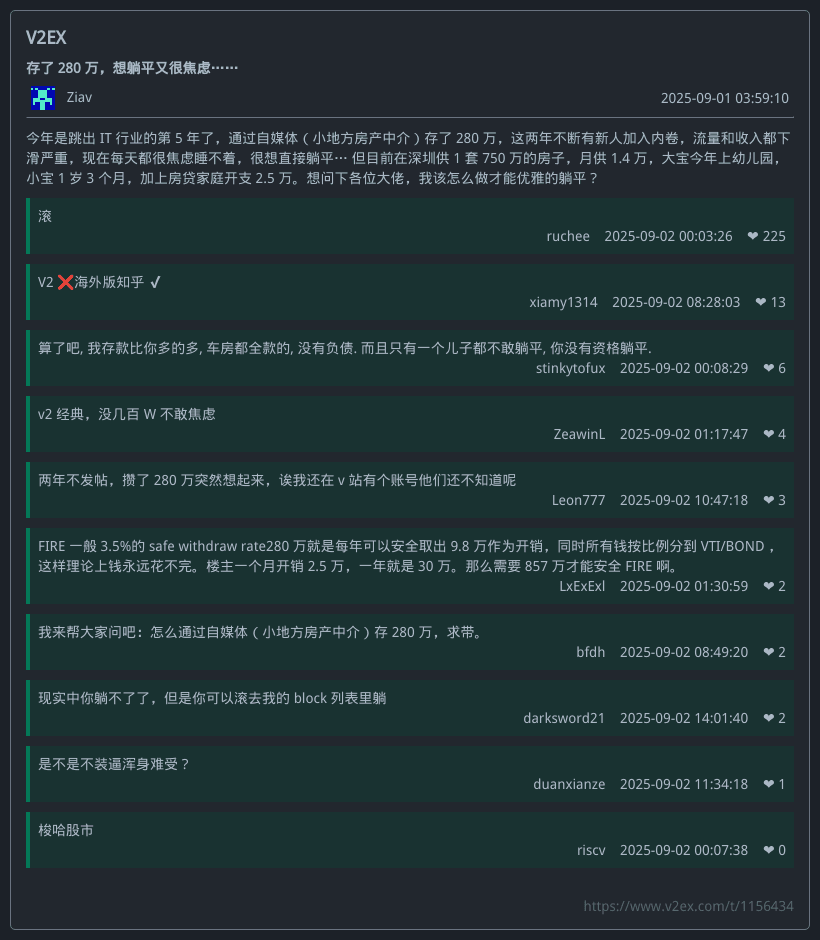 V2EX
存了 280 万，想躺平又很焦虑……
Ziav
2025-09-01 03:59:10
今年是跳出 IT 行业的第 5 年了，通过自媒体（小地方房产中介）存了 280 万，这两年不断有新人加入内卷，流量和收入都下
滑严重，现在每天都很焦虑睡不着，很想直接躺平… 但目前在深圳供 1 套 750 万的房子，月供 1.4 万，大宝今年上幼儿园，
小宝 1 岁 3 个月，加上房贷家庭开支 2.5 万。想问下各位大佬，我该怎么做才能优雅的躺平？
滚
ruchee 2025-09-02 00:03:26 ❤ 225
V2 ❌海外版知乎 ✓
xiamy1314 2025-09-02 08:28:03 ❤ 13
算了吧, 我存款比你多的多, 车房都全款的, 没有负债. 而且只有一个儿子都不敢躺平, 你没有资格躺平.
stinkytofux 2025-09-02 00:08:29 ❤ 6
v2 经典，没几百 W 不敢焦虑
ZeawinL 2025-09-02 01:17:47 ❤ 4
两年不发帖，攒了 280 万突然想起来，诶我还在 v 站有个账号他们还不知道呢
Leon777 2025-09-02 10:47:18 ❤ 3
FIRE 一般 3.5%的 safe withdraw rate280 万就是每年可以安全取出 9.8 万作为开销，同时所有钱按比例分到 VTI/BOND ，
这样理论上钱永远花不完。楼主一个月开销 2.5 万，一年就是 30 万。那么需要 857 万才能安全 FIRE 啊。
LxExExl 2025-09-02 01:30:59 ❤ 2
我来帮大家问吧：怎么通过自媒体（小地方房产中介）存 280 万，求带。
bfdh 2025-09-02 08:49:20 ❤ 2
现实中你躺不了了，但是你可以滚去我的 block 列表里躺
darksword21 2025-09-02 14:01:40 ❤ 2
是不是不装逼浑身难受？
duanxianze 2025-09-02 11:34:18 ❤ 1
梭哈股市
riscv 2025-09-02 00:07:38 ❤ 0
https://www.v2ex.com/t/1156434